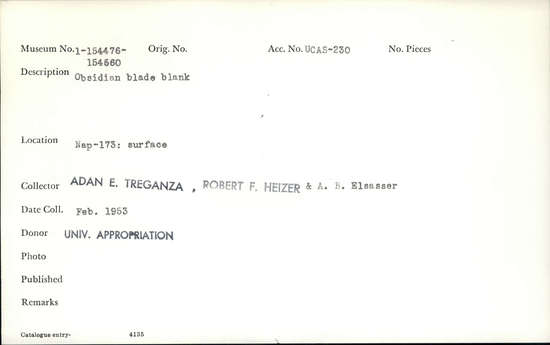 Museum No. 1-154476- Orig. No. Acc. No. UCAS-230 No. Pieces
154560
Description Obsidian blade blank
Location Nap-173: surface
Collector ADAN E. TREGANZA , ROBERT F. HEIZER & A. B. Elsasser
Date Coll. Feb. 1953
Donor UNIV. APPROPRIATION
Photo
Published
Remarks
Catalogue entry- 4135